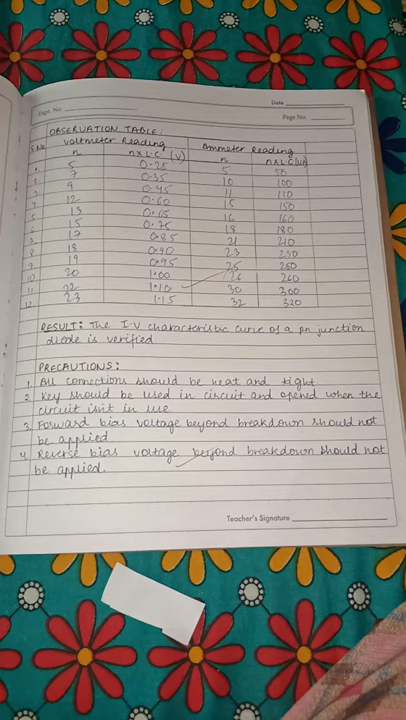 Date
Expt. No.
Page No.
OBSERVATION TABLE:
S.No. Voltmeter Reading Ammeter Reading
n n×L.C (V) n n×L.C
1. 5 0.25 5 50
2. 7 0.35 10 100
3. 9 0.45 11 110
4. 12 0.60 15 150
5. 13 0.65 16 160
6. 15 0.75 18 180
7. 17 0.85 21 210
8. 18 0.90 23 230
9. 19 0.95 25 250
10. 20 1.00 26 260
11. 22 1.10 30 300
12. 23 1.15 32 320
RESULT: The I-V characteristic curve of a pn junction
diode is verified
PRECAUTIONS:
1. All connections should be neat and tight
2. Key should be used in circuit and opened when the
circuit isn't in use
3. Forward bias voltage beyond breakdown should not
be applied
4. Reverse bias voltage beyond breakdown should not
be applied.
Teacher's Signature